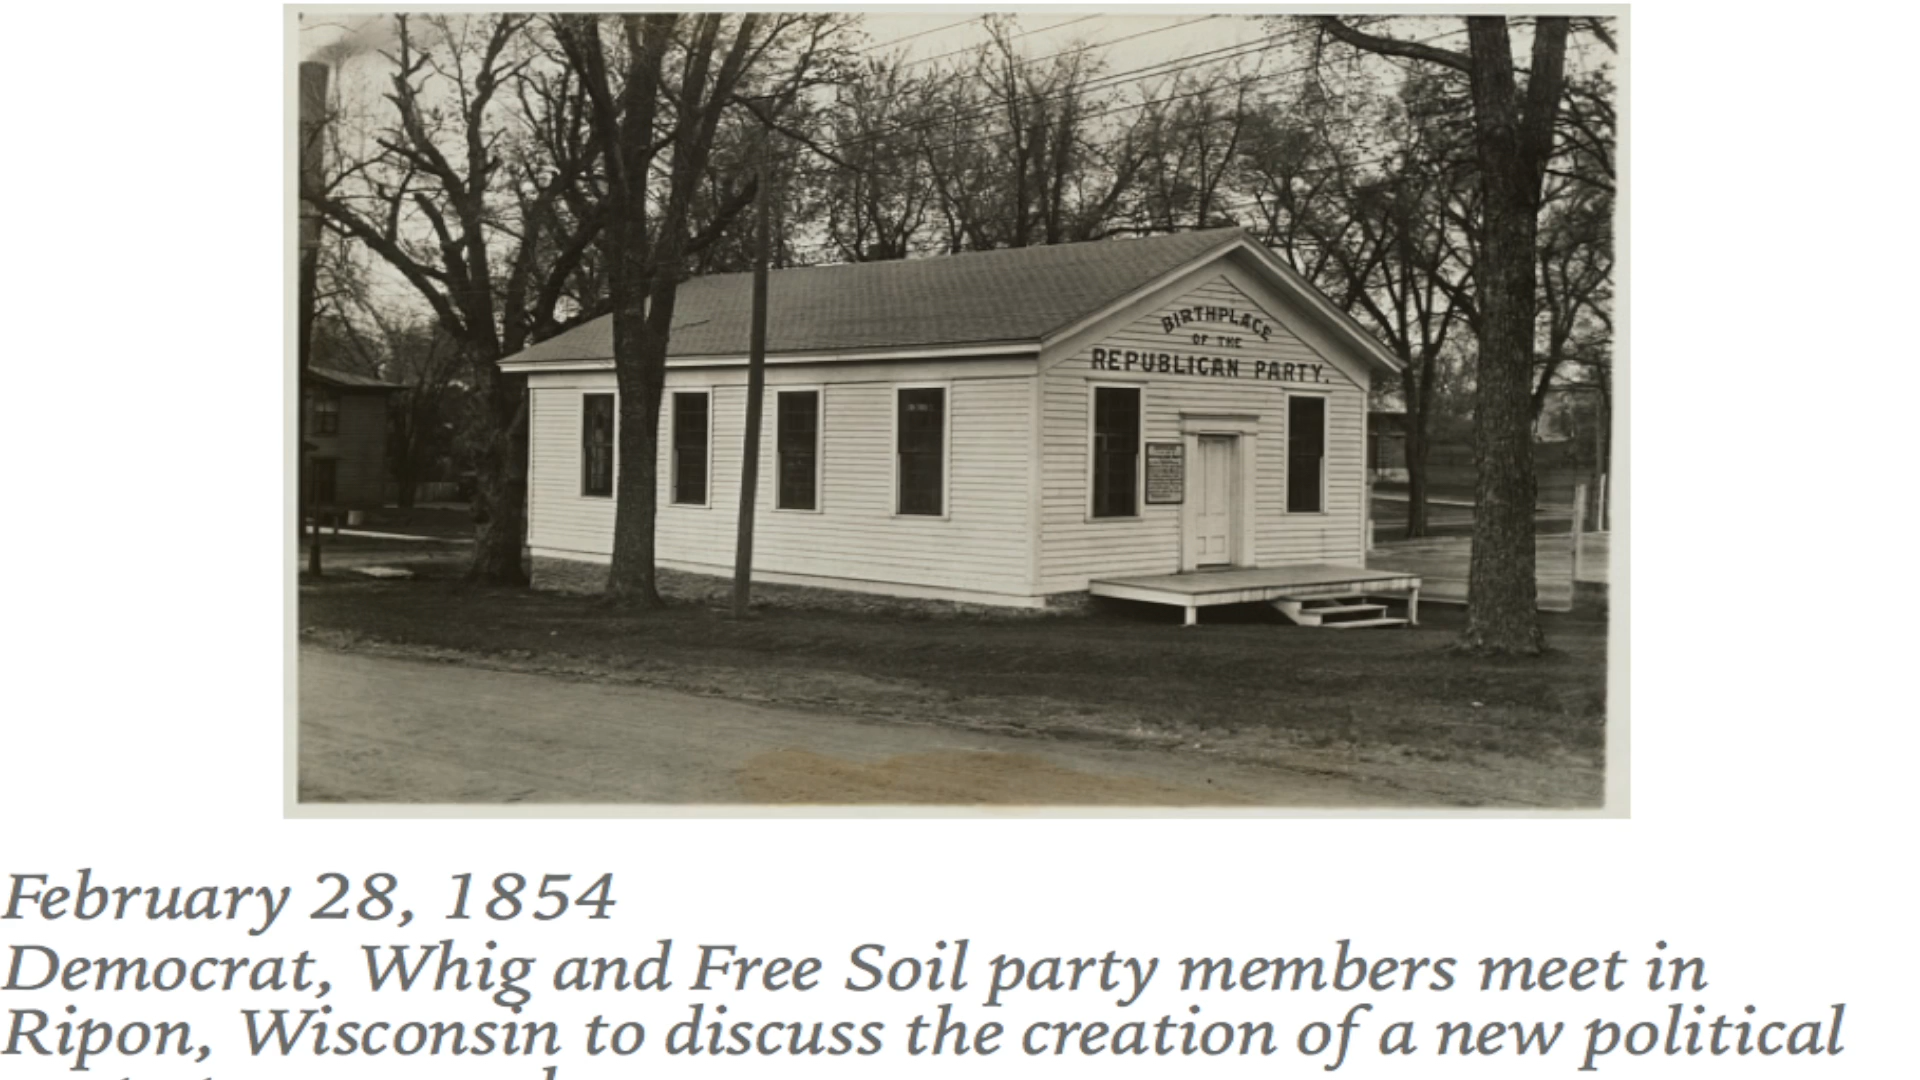 BIRTHPLACE
OF THE
REPUBLICAN PARTY.
February 28, 1854
Democrat, Whig and Free Soil party members meet in
Ripon, Wisconsin to discuss the creation of a new political